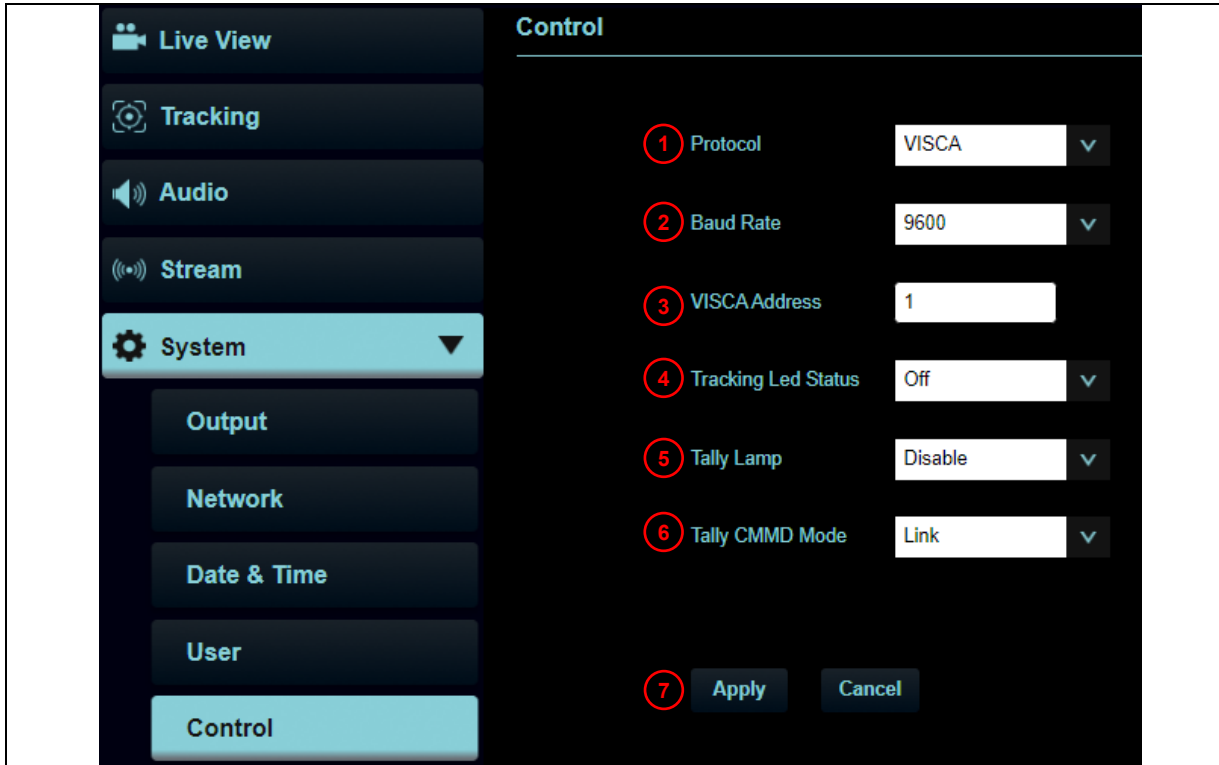 Live View
Tracking
Audio
Stream
System
Output
Network
Date & Time
User
Control
Control
1 Protocol VISCA
2 Baud Rate 9600
3 VISCA Address 1
4 Tracking Led Status Off
5 Tally Lamp Disable
6 Tally CMMD Mode Link
7 Apply Cancel